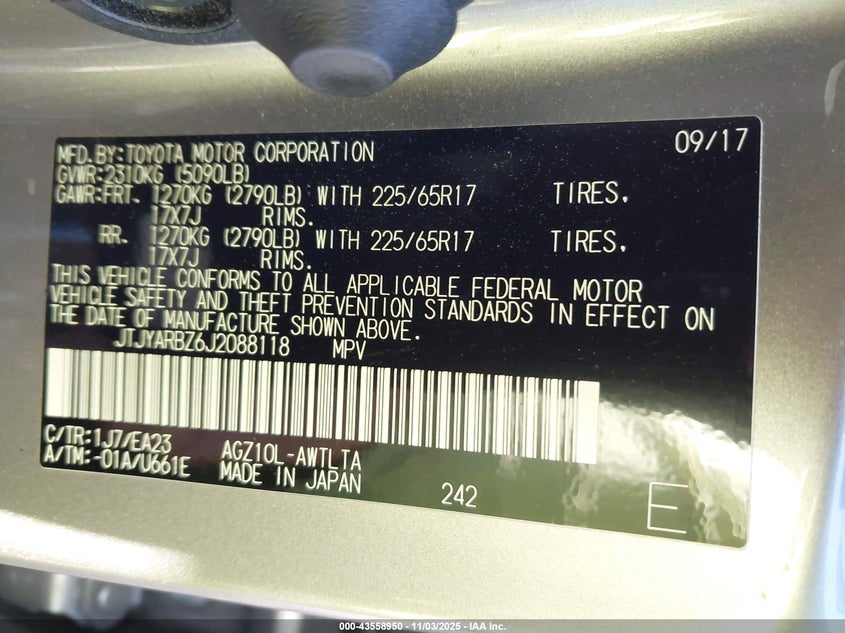 09/17
MFD.BY:TOYOTA MOTOR CORPORATION
GVWR:2310KG (5090LB)
GAWR:FRT. 1270KG (2790LB) WITH 225/65R17 TIRES,
17X7J RIMS.
RR. 1270KG (2790LB) WITH 225/65R17 TIRES,
17X7J RIMS.
THIS VEHICLE CONFORMS TO ALL APPLICABLE FEDERAL MOTOR
VEHICLE SAFETY AND THEFT PREVENTION STANDARDS IN EFFECT ON
THE DATE OF MANUFACTURE SHOWN ABOVE.
JTJYARBZ6J2088118 MPV
C/TR:1J7/EA23 AGZ10L-AWTLTA
A/TM:-01A/U661E MADE IN JAPAN
242
E
000-43558950 - 11/03/2025 - IAA Inc.